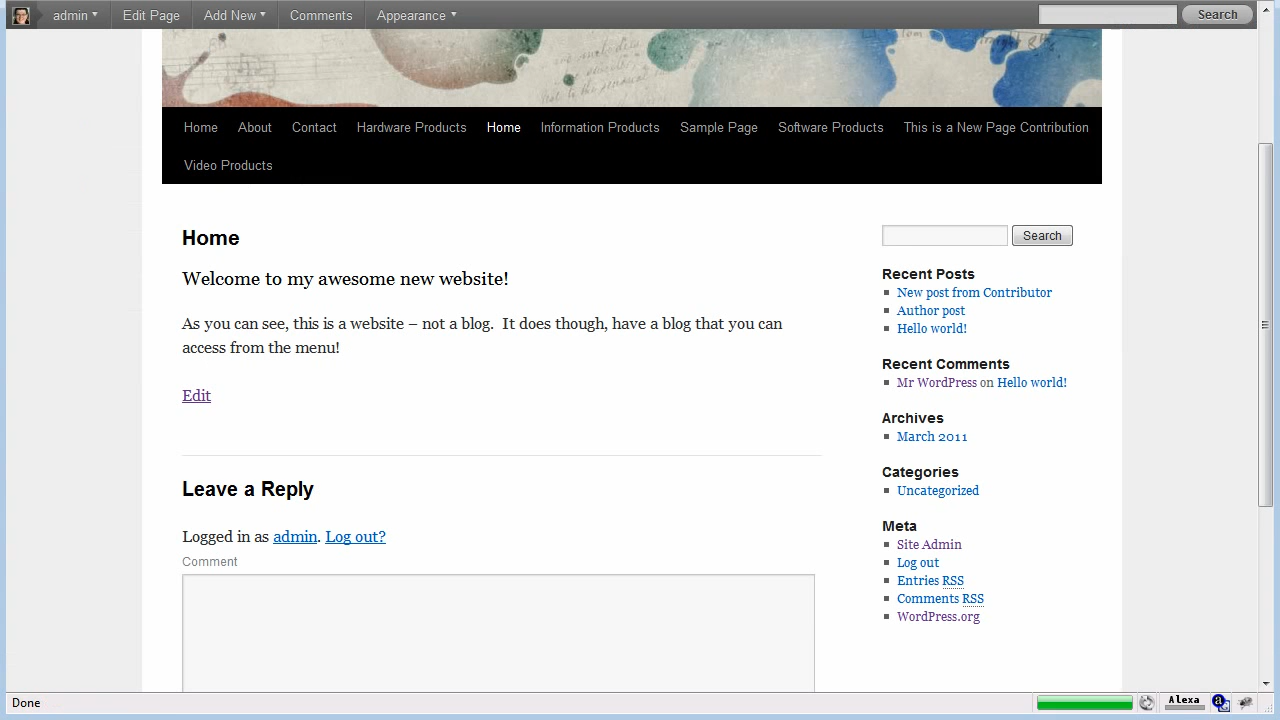 admin Edit Page Add New Comments Appearance Search
Home About Contact Hardware Products Home Information Products Sample Page Software Products This is a New Page Contribution
Video Products
Home
Welcome to my awesome new website!
As you can see, this is a website – not a blog.  It does though, have a blog that you can
access from the menu!
Edit
Leave a Reply
Logged in as admin. Log out?
Comment
Search
Recent Posts
New post from Contributor
Author post
Hello world!
Recent Comments
Mr WordPress on Hello world!
Archives
March 2011
Categories
Uncategorized
Meta
Site Admin
Log out
Entries RSS
Comments RSS
WordPress.org
Done Alexa